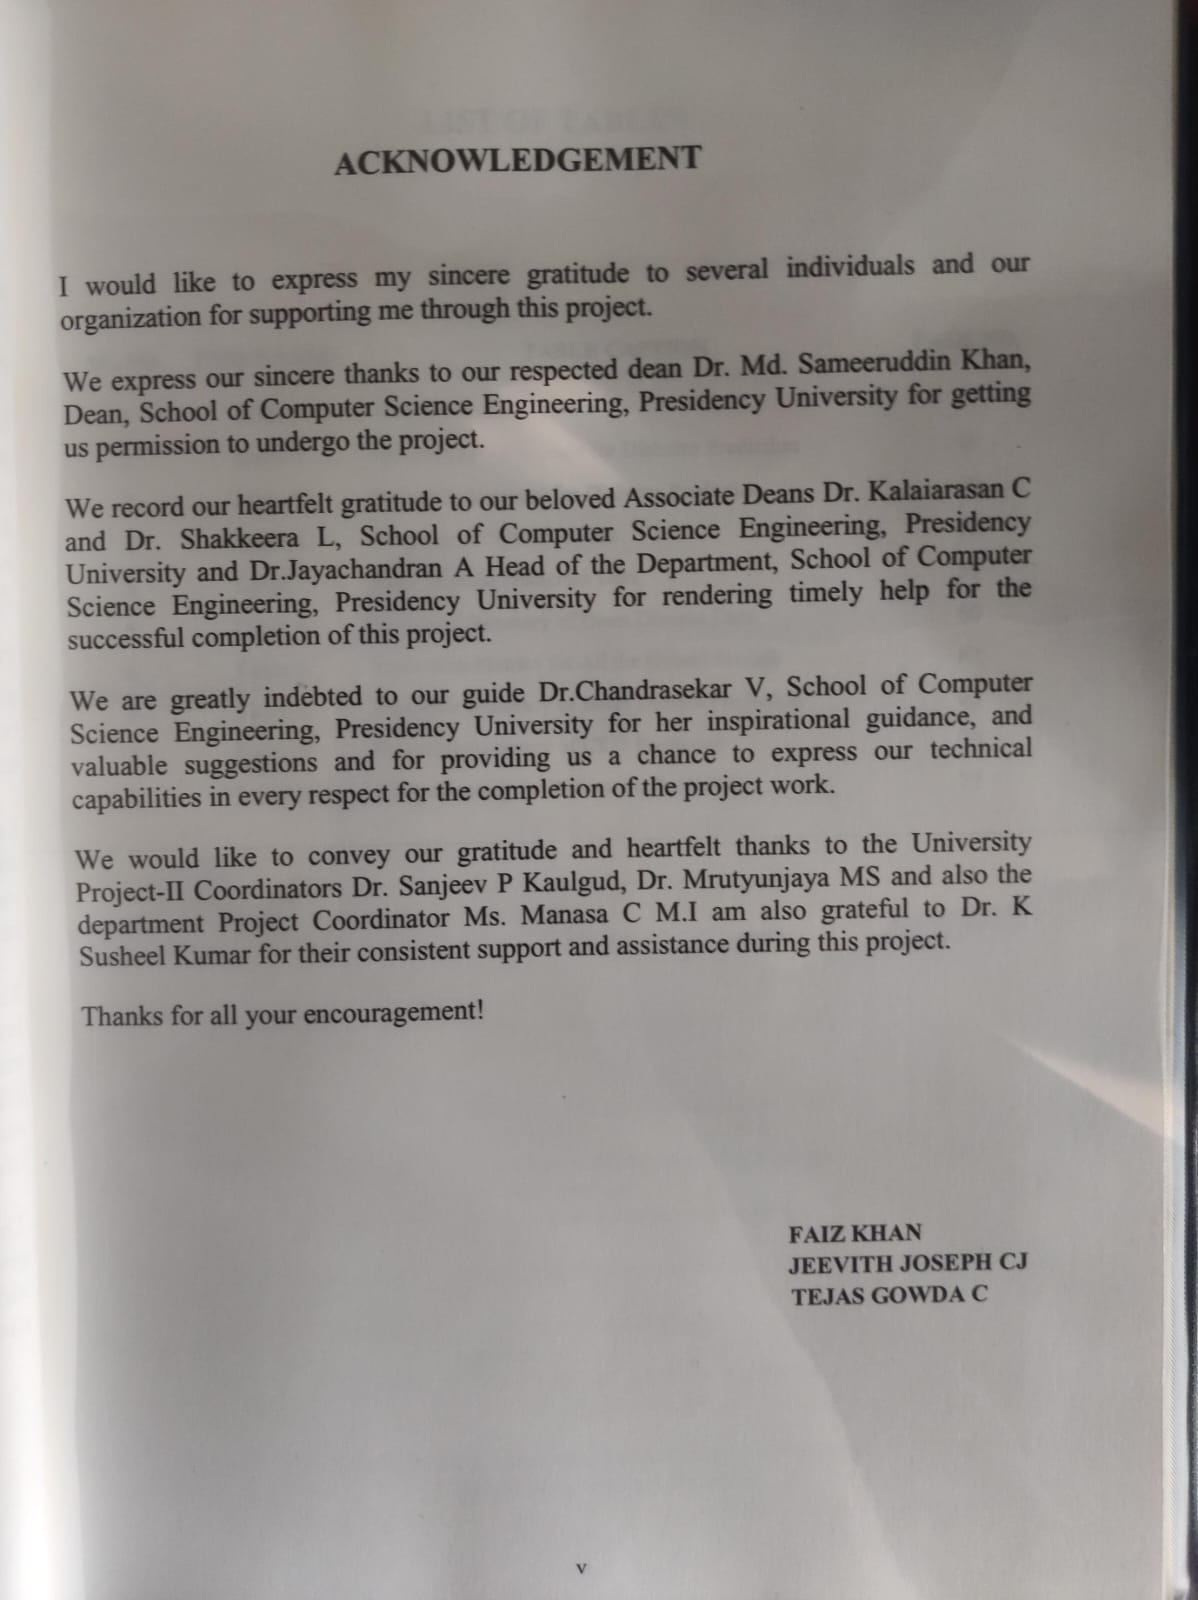 ACKNOWLEDGEMENT
I would like to express my sincere gratitude to several individuals and our
organization for supporting me through this project.
We express our sincere thanks to our respected dean Dr. Md. Sameeruddin Khan,
Dean, School of Computer Science Engineering, Presidency University for getting
us permission to undergo the project.
We record our heartfelt gratitude to our beloved Associate Deans Dr. Kalaiarasan C
and Dr. Shakkeera L, School of Computer Science Engineering, Presidency
University and Dr.Jayachandran A Head of the Department, School of Computer
Science Engineering, Presidency University for rendering timely help for the
successful completion of this project.
We are greatly indebted to our guide Dr.Chandrasekar V, School of Computer
Science Engineering, Presidency University for her inspirational guidance, and
valuable suggestions and for providing us a chance to express our technical
capabilities in every respect for the completion of the project work.
We would like to convey our gratitude and heartfelt thanks to the University
Project-II Coordinators Dr. Sanjeev P Kaulgud, Dr. Mrutyunjaya MS and also the
department Project Coordinator Ms. Manasa C M.I am also grateful to Dr. K
Susheel Kumar for their consistent support and assistance during this project.
Thanks for all your encouragement!
FAIZ KHAN
JEEVITH JOSEPH CJ
TEJAS GOWDA C
v